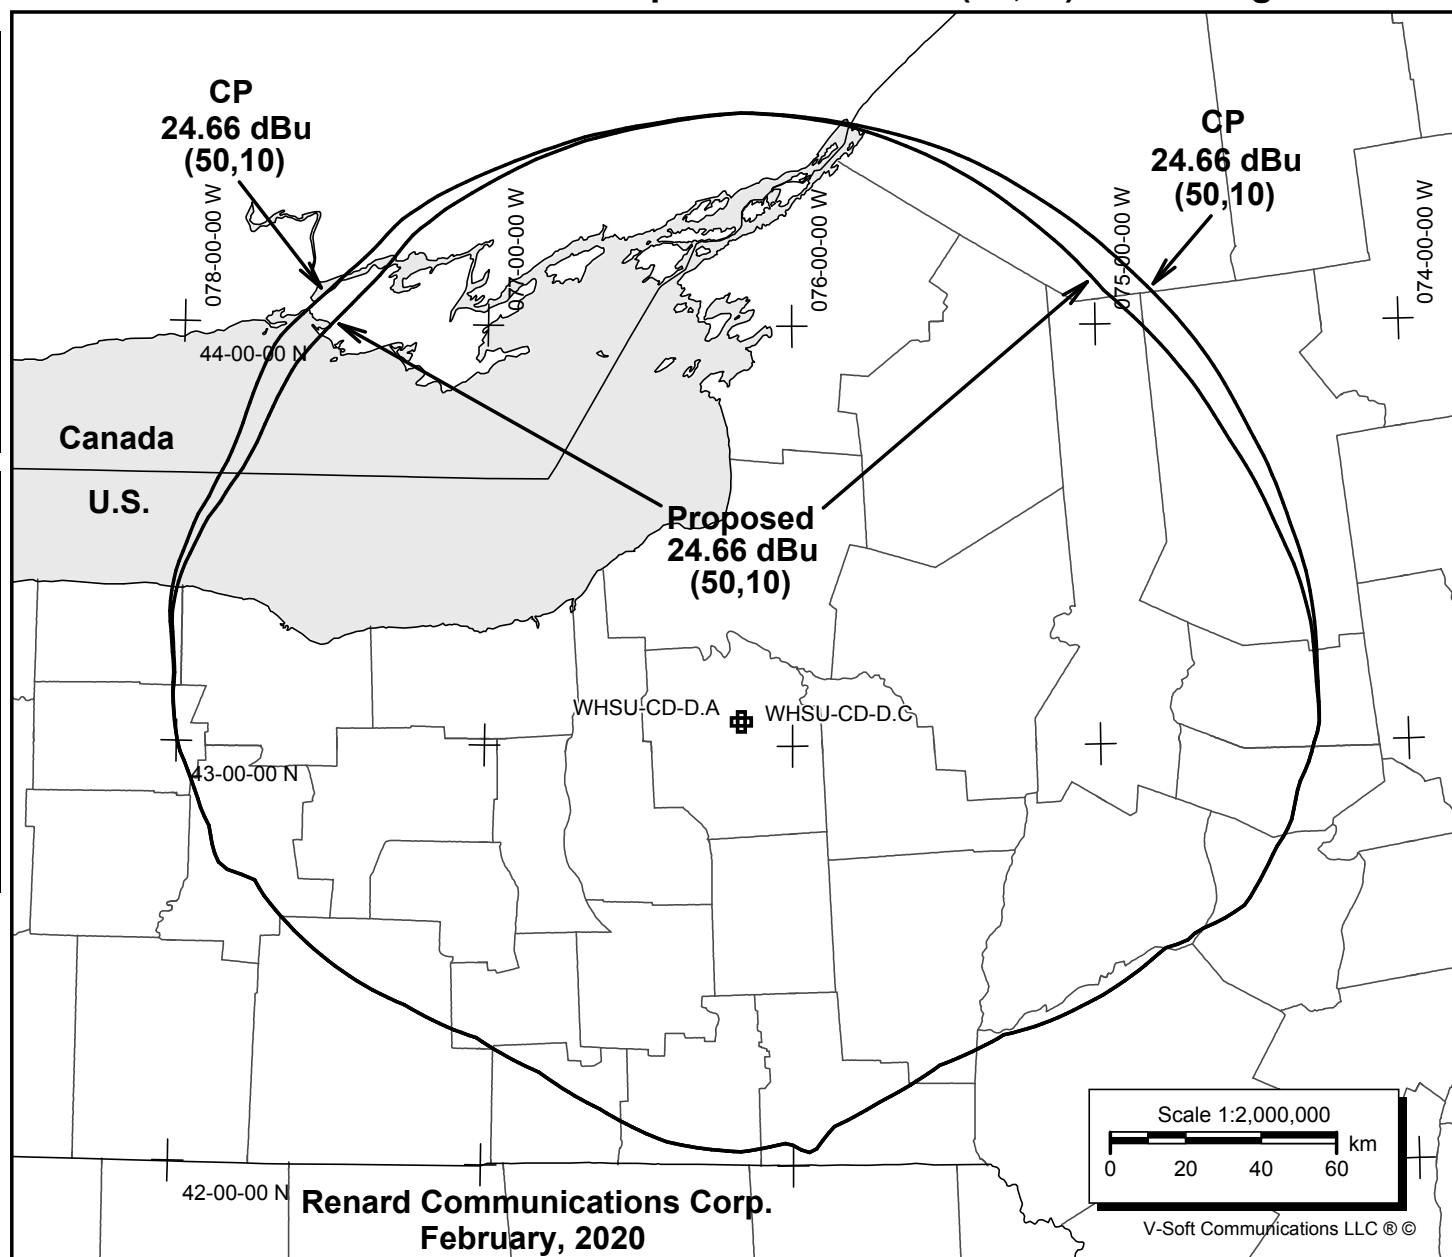 CP
24.66 dBu
(50,10)
CP
24.66 dBu
(50,10)
078-00-00 W
077-00-00 W
076-00-00 W
075-00-00 W
074-00-00 W
44-00-00 N
Canada
U.S.
Proposed
24.66 dBu
(50,10)
WHSU-CD-D.A
WHSU-CD-D.C
43-00-00 N
42-00-00 N
Renard Communications Corp.
February, 2020
Scale 1:2,000,000
km
0 20 40 60
V-Soft Communications LLC ® ©